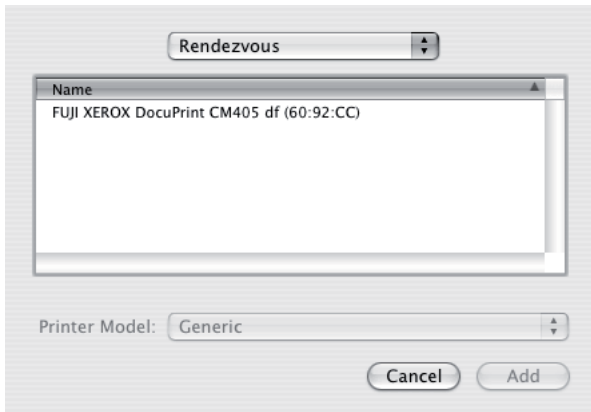 Rendezvous
Name
FUJI XEROX DocuPrint CM405 df (60:92:CC)
Printer Model: Generic
Cancel Add